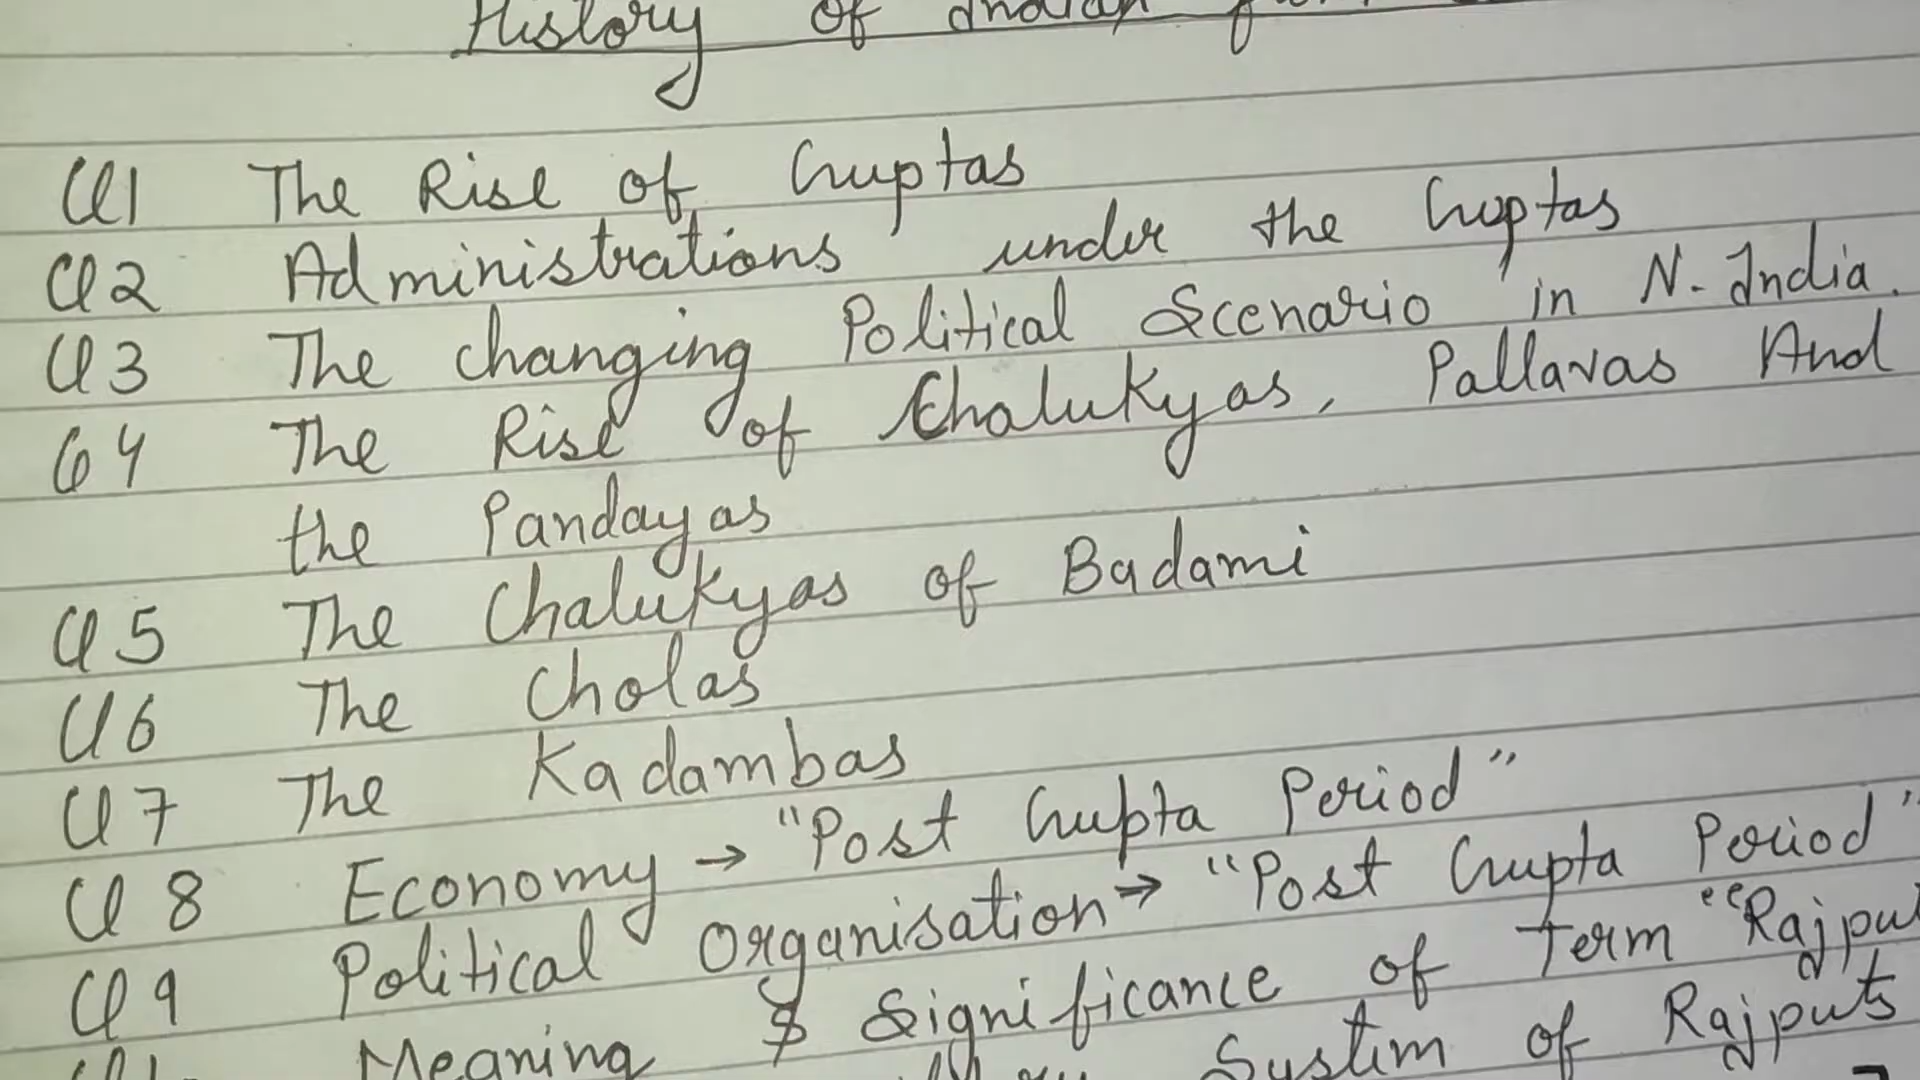 History of Indian from
U1 The Rise of Guptas
U2 Administrations under the Guptas
U3 The changing Political Scenario in N. India.
U4 The Rise of Chalukyas, Pallavas And
the Pandayas
U5 The Chalukyas of Badami
U6 The Cholas
U7 The Kadambas
U8 Economy → "Post Gupta Period"
U9 Political Organisation → "Post Gupta Period"
Meaning & Significance of Term "Rajput
System of Rajputs